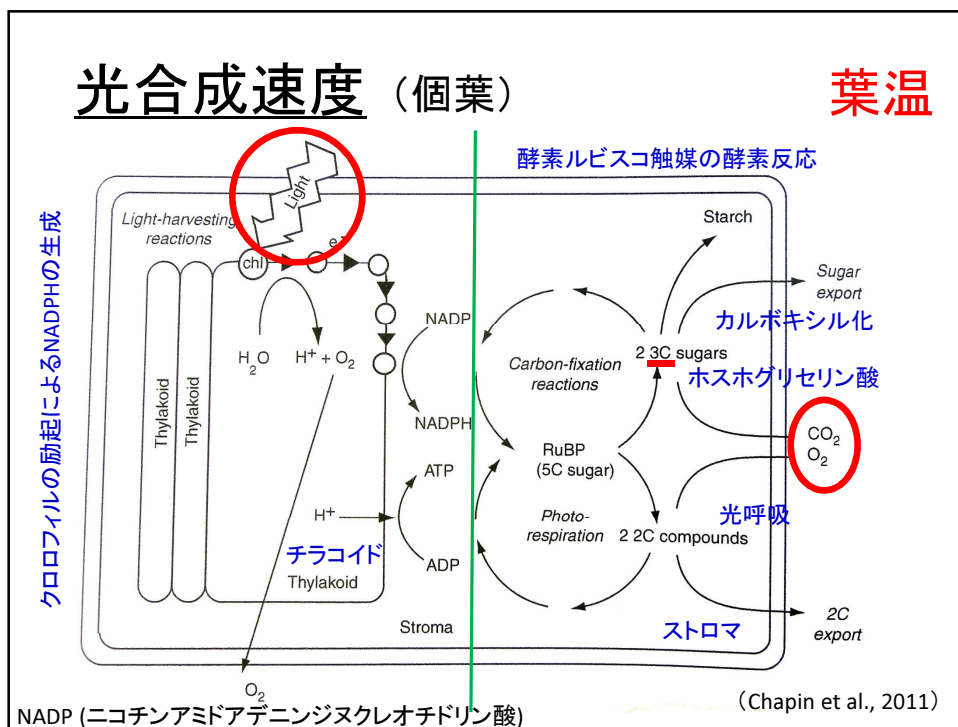 光合成速度（個葉）
葉温
酵素ルビスコ触媒の酵素反応
クロロフィルの励起によるNADPHの生成
Light
Light-harvesting
reactions
chl
e-
H2O
H+ + O2
Thylakoid
Thylakoid
NADP
NADPH
ATP
H+
ADP
チラコイド
Thylakoid
Stroma
O2
Starch
Sugar
export
カルボキシル化
2 3C sugars
ホスホグリセリン酸
Carbon-fixation
reactions
CO2
O2
RuBP
(5C sugar)
光呼吸
Photo-
respiration
2 2C compounds
ストロマ
2C
export
NADP (ニコチンアミドアデニンジヌクレオチドリン酸)
（Chapin et al., 2011）